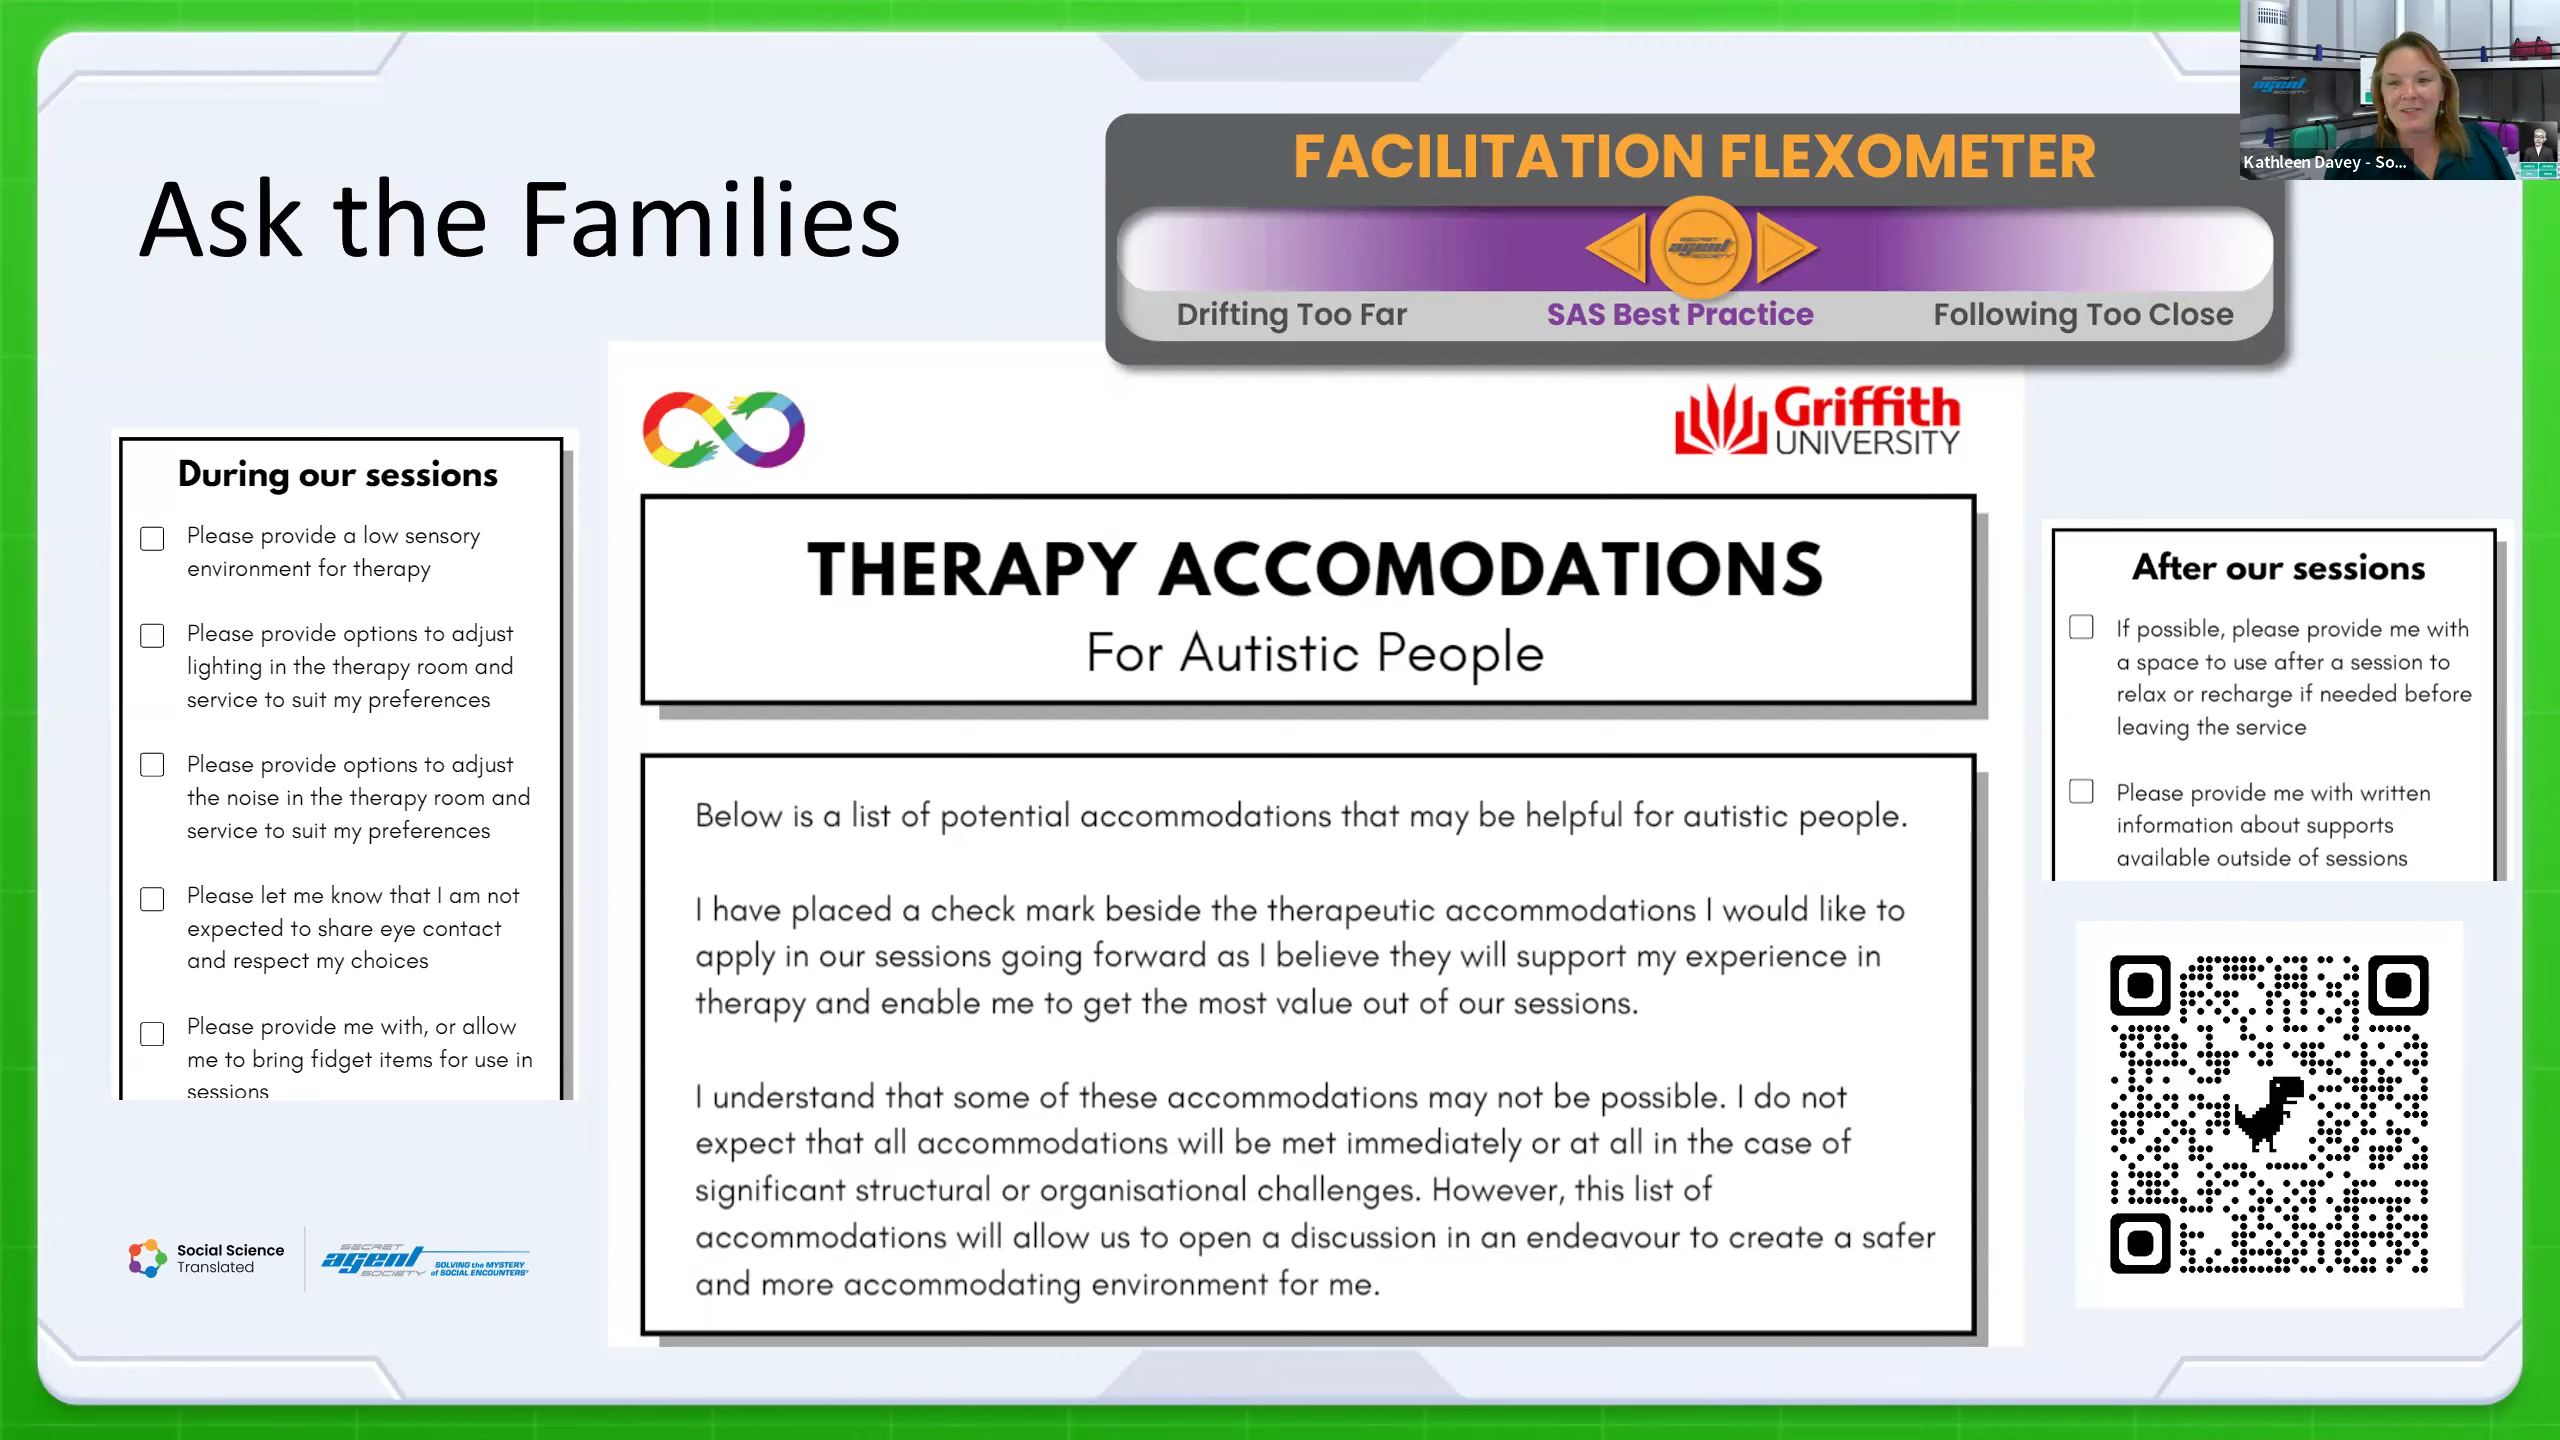 Ask the Families
FACILITATION FLEXOMETER
SECRET
agent
SOCIETY
Drifting Too Far
SAS Best Practice
Following Too Close
SECRET
agent
SOCIETY
Kathleen Davey - So...
During our sessions
Please provide a low sensory
environment for therapy
Please provide options to adjust
lighting in the therapy room and
service to suit my preferences
Please provide options to adjust
the noise in the therapy room and
service to suit my preferences
Please let me know that I am not
expected to share eye contact
and respect my choices
Please provide me with, or allow
me to bring fidget items for use in
sessions
Griffith
UNIVERSITY
THERAPY ACCOMODATIONS
For Autistic People
Below is a list of potential accommodations that may be helpful for autistic people.
I have placed a check mark beside the therapeutic accommodations I would like to
apply in our sessions going forward as I believe they will support my experience in
therapy and enable me to get the most value out of our sessions.
I understand that some of these accommodations may not be possible. I do not
expect that all accommodations will be met immediately or at all in the case of
significant structural or organisational challenges. However, this list of
accommodations will allow us to open a discussion in an endeavour to create a safer
and more accommodating environment for me.
After our sessions
If possible, please provide me with
a space to use after a session to
relax or recharge if needed before
leaving the service
Please provide me with written
information about supports
available outside of sessions
Social Science
Translated
SECRET
agent
SOCIETY
SOLVING the MYSTERY
of SOCIAL ENCOUNTERS®